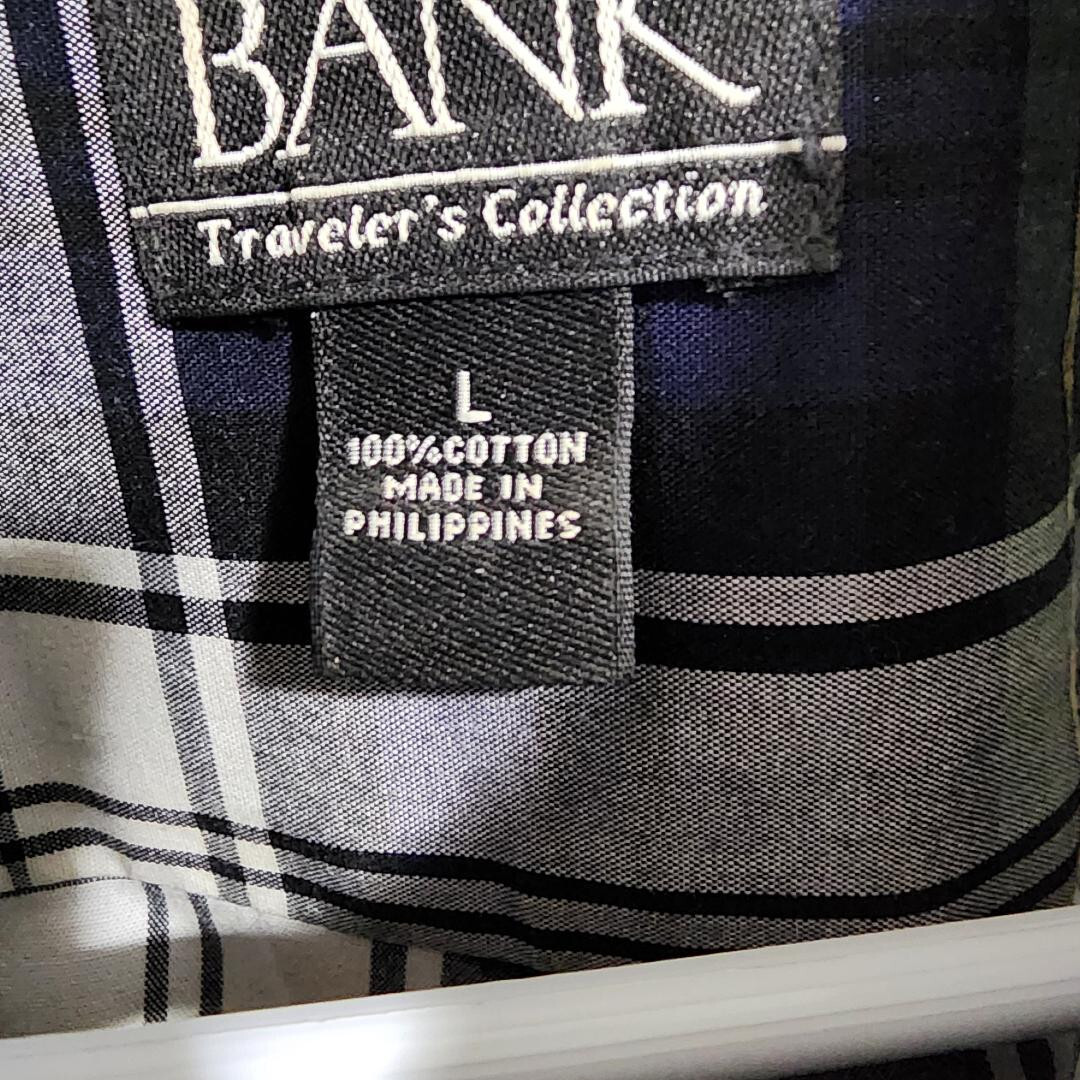 BANK
Traveler's Collection
L
100% COTTON
MADE IN
PHILIPPINES